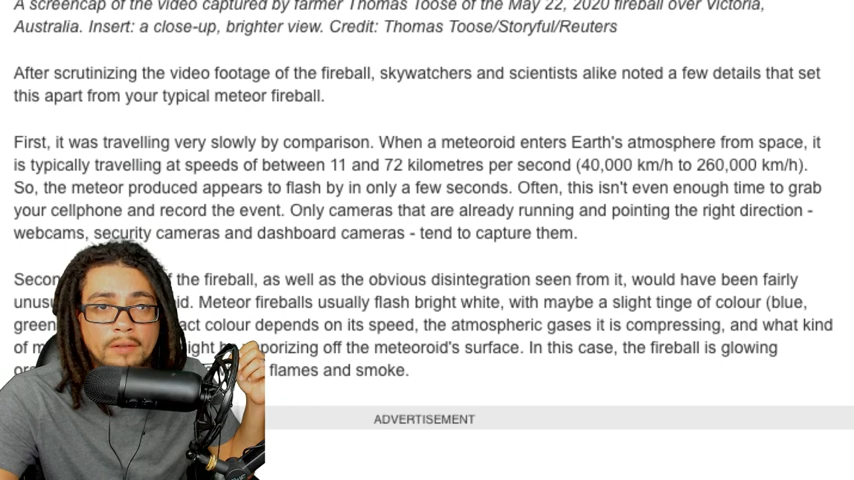 A screencap of the video captured by farmer Thomas Toose of the May 22, 2020 fireball over Victoria,
Australia. Insert: a close-up, brighter view. Credit: Thomas Toose/Storyful/Reuters
After scrutinizing the video footage of the fireball, skywatchers and scientists alike noted a few details that set
this apart from your typical meteor fireball.
First, it was travelling very slowly by comparison. When a meteoroid enters Earth's atmosphere from space, it
is typically travelling at speeds of between 11 and 72 kilometres per second (40,000 km/h to 260,000 km/h).
So, the meteor produced appears to flash by in only a few seconds. Often, this isn't even enough time to grab
your cellphone and record the event. Only cameras that are already running and pointing the right direction -
webcams, security cameras and dashboard cameras - tend to capture them.
of the fireball, as well as the obvious disintegration seen from it, would have been fairly
Meteor fireballs usually flash bright white, with maybe a slight tinge of colour (blue,
colour depends on its speed, the atmospheric gases it is compressing, and what kind
of off the meteoroid's surface. In this case, the fireball is glowing
flames and smoke.
ADVERTISEMENT